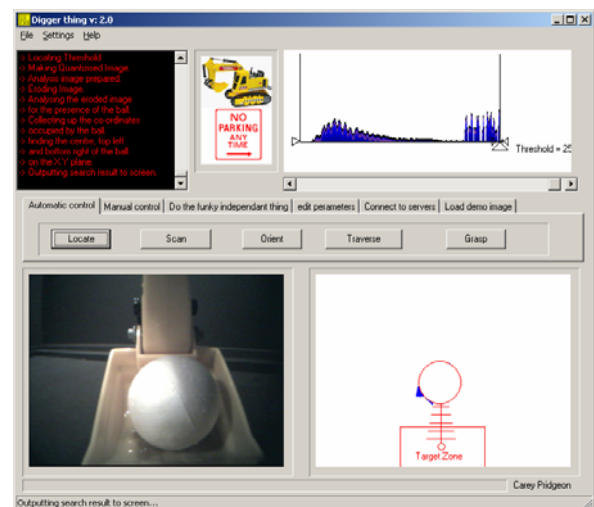 Digger thing v: 2.0
File Settings Help
> Locating Threshold
> Making Quantised Image
> Analysis image prepared
> Eroding Image
> Analysing the eroded image
> for the presence of the ball
> Collecting up the co-ordinates
> occupied by the ball
> finding the centre, top left
> and bottom right of the ball
> on the XY plane
> Outputting search result to screen
NO
PARKING
ANY
TIME
Threshold = 25
Automatic control Manual control Do the funky independant thing edit perameters Connect to servers Load demo image
Locate Scan Orient Traverse Grasp
Target Zone
Carey Pridgeon
Outputting search result to screen...